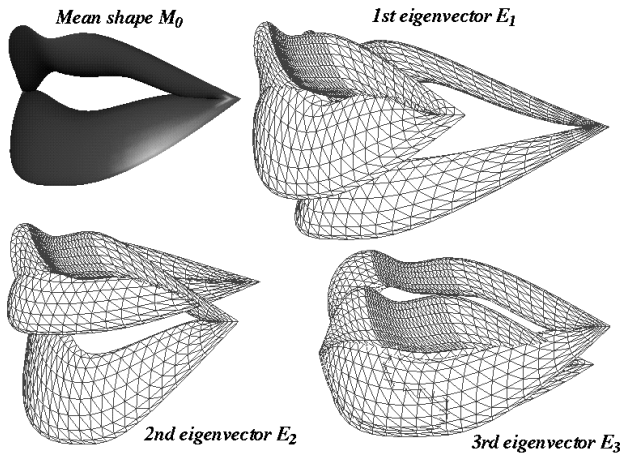 Mean shape M0
1st eigenvector E1
2nd eigenvector E2
3rd eigenvector E3